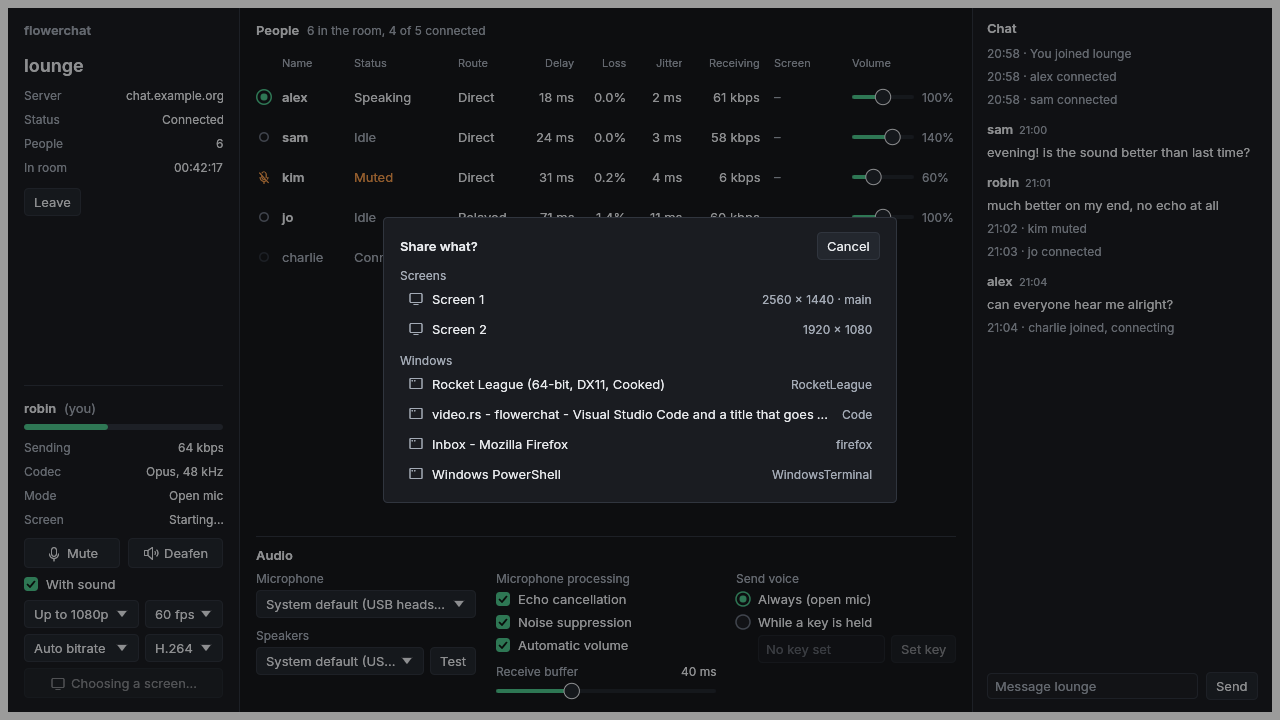 flowerchat
lounge
Server chat.example.org
Status Connected
People 6
In room 00:42:17
Leave
robin (you)
Sending 64 kbps
Codec Opus, 48 kHz
Mode Open mic
Screen Starting...
Mute Deafen
With sound
Up to 1080p 60 fps
Auto bitrate H.264
Choosing a screen...
People 6 in the room, 4 of 5 connected
Name Status Route Delay Loss Jitter Receiving Screen Volume
alex Speaking Direct 18 ms 0.0% 2 ms 61 kbps – 100%
sam Idle Direct 24 ms 0.0% 3 ms 58 kbps – 140%
kim Muted Direct 31 ms 0.2% 4 ms 6 kbps – 60%
jo Idle Relayed 71 ms 1.4% 11 ms 60 kbps 100%
charlie
Share what? Cancel
Screens
Screen 1 2560 × 1440 · main
Screen 2 1920 × 1080
Windows
Rocket League (64-bit, DX11, Cooked) RocketLeague
video.rs - flowerchat - Visual Studio Code and a title that goes ... Code
Inbox - Mozilla Firefox firefox
Windows PowerShell WindowsTerminal
Audio
Microphone
System default (USB heads...
Speakers
System default (US... Test
Microphone processing
Echo cancellation
Noise suppression
Automatic volume
Receive buffer 40 ms
Send voice
Always (open mic)
While a key is held
No key set Set key
Chat
20:58 · You joined lounge
20:58 · alex connected
20:58 · sam connected
sam 21:00
evening! is the sound better than last time?
robin 21:01
much better on my end, no echo at all
21:02 · kim muted
21:03 · jo connected
alex 21:04
can everyone hear me alright?
21:04 · charlie joined, connecting
Message lounge Send